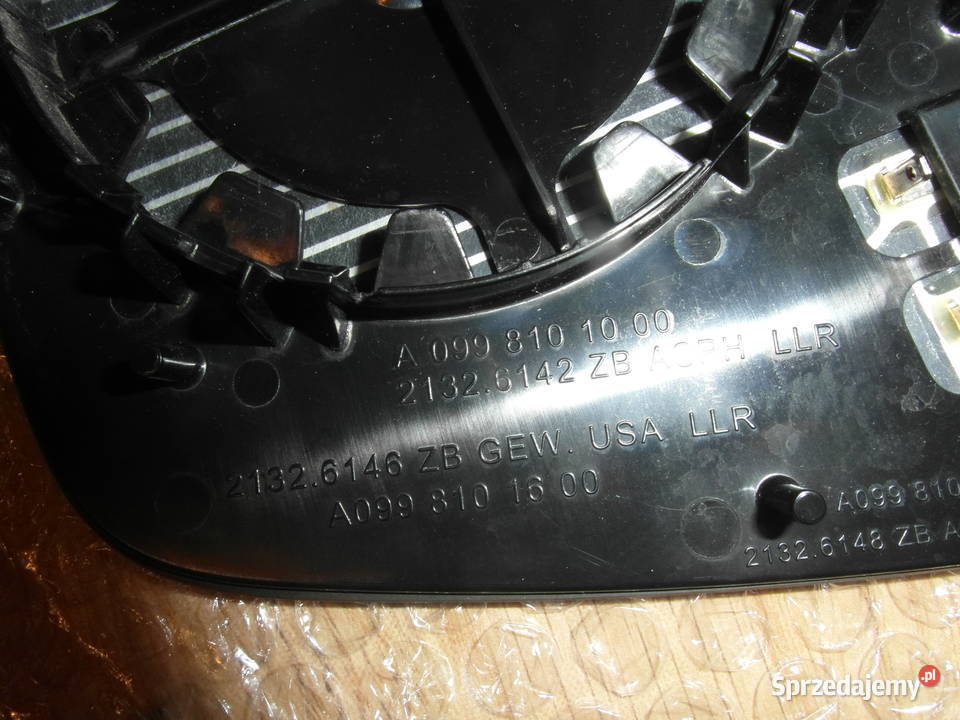 A 099 810 10 00
2132.6142 ZB ASPH LLR
2132.6146 ZB GEW. USA LLR
A099 810 16 00
A099 810
2132.6148 ZB A
Sprzedajemy.pl